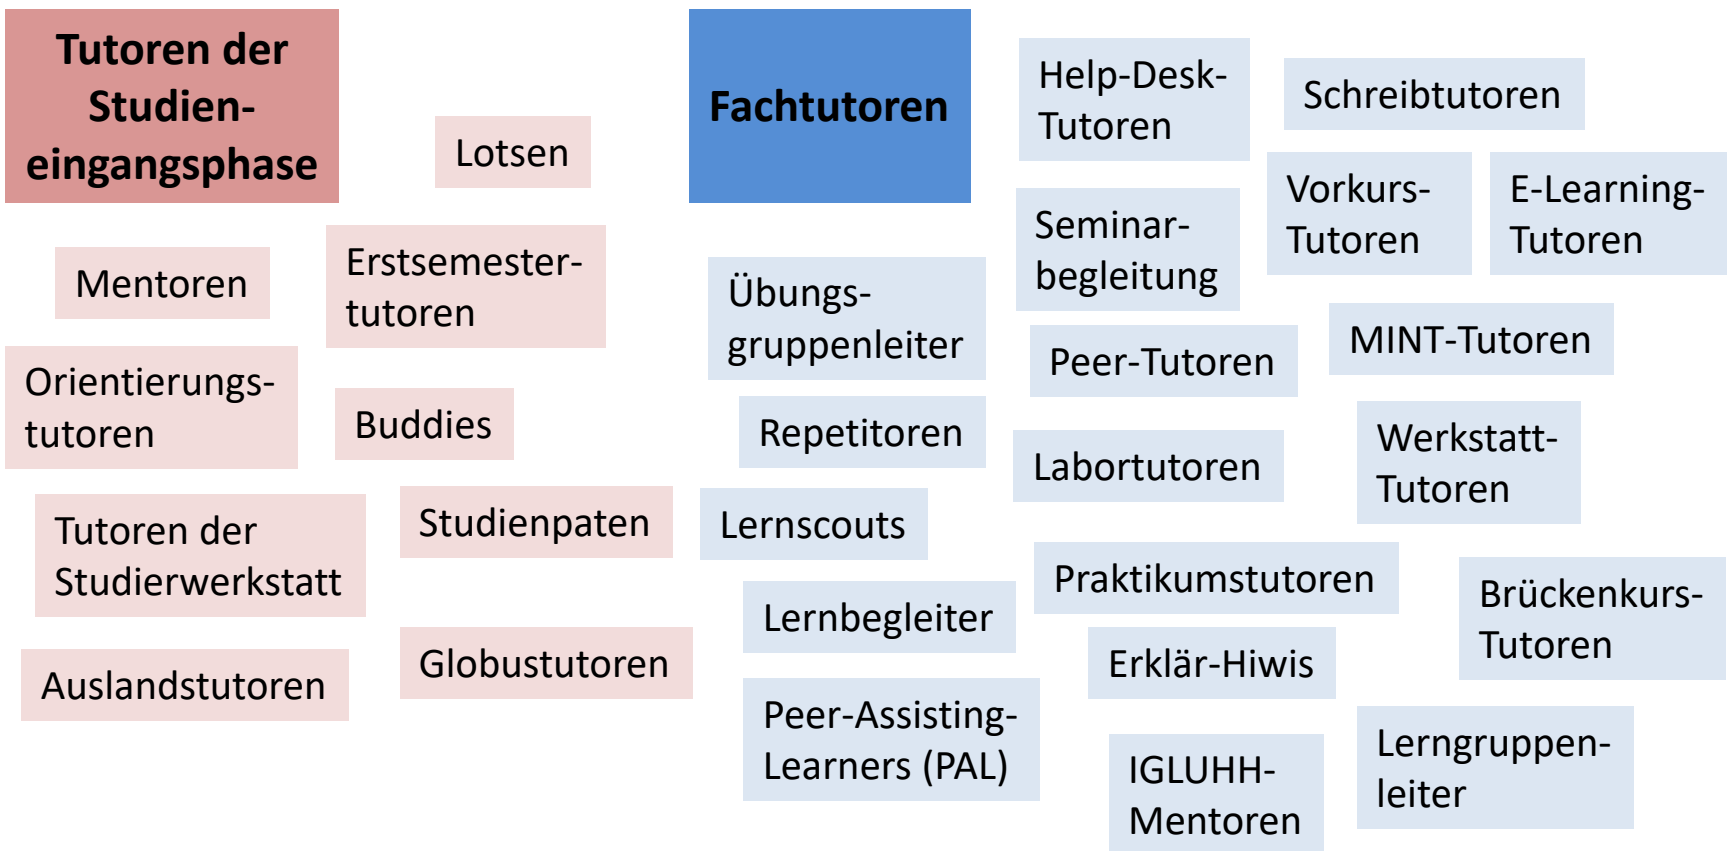 Tutoren der
Studien-
eingangsphase
Lotsen
Mentoren
Erstsemester-
tutoren
Orientierungs-
tutoren
Buddies
Tutoren der
Studierwerkstatt
Studienpaten
Auslandstutoren
Globustutoren
Fachtutoren
Übungs-
gruppenleiter
Repetitoren
Lernscouts
Lernbegleiter
Peer-Assisting-
Learners (PAL)
Help-Desk-
Tutoren
Schreibtutoren
Seminar-
begleitung
Vorkurs-
Tutoren
E-Learning-
Tutoren
Peer-Tutoren
MINT-Tutoren
Labortutoren
Werkstatt-
Tutoren
Praktikumstutoren
Brückenkurs-
Tutoren
Erklär-Hiwis
IGLUHH-
Mentoren
Lerngruppen-
leiter